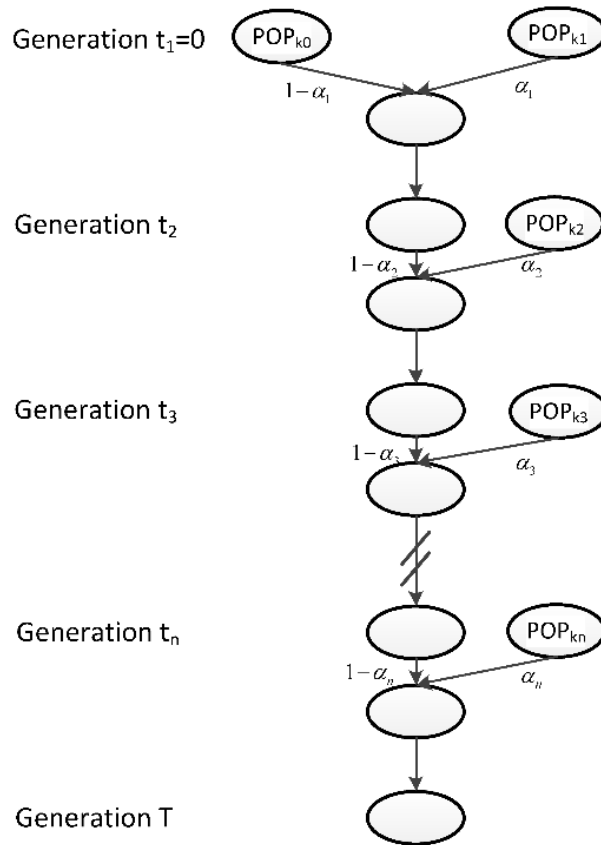 Generation t₁=0
POPₖ₀
POPₖ₁
1−α₁
α₁
Generation t₂
POPₖ₂
1−α₂
α₂
Generation t₃
POPₖ₃
1−α₃
α₃
Generation tₙ
POPₖₙ
1−αₙ
αₙ
Generation T